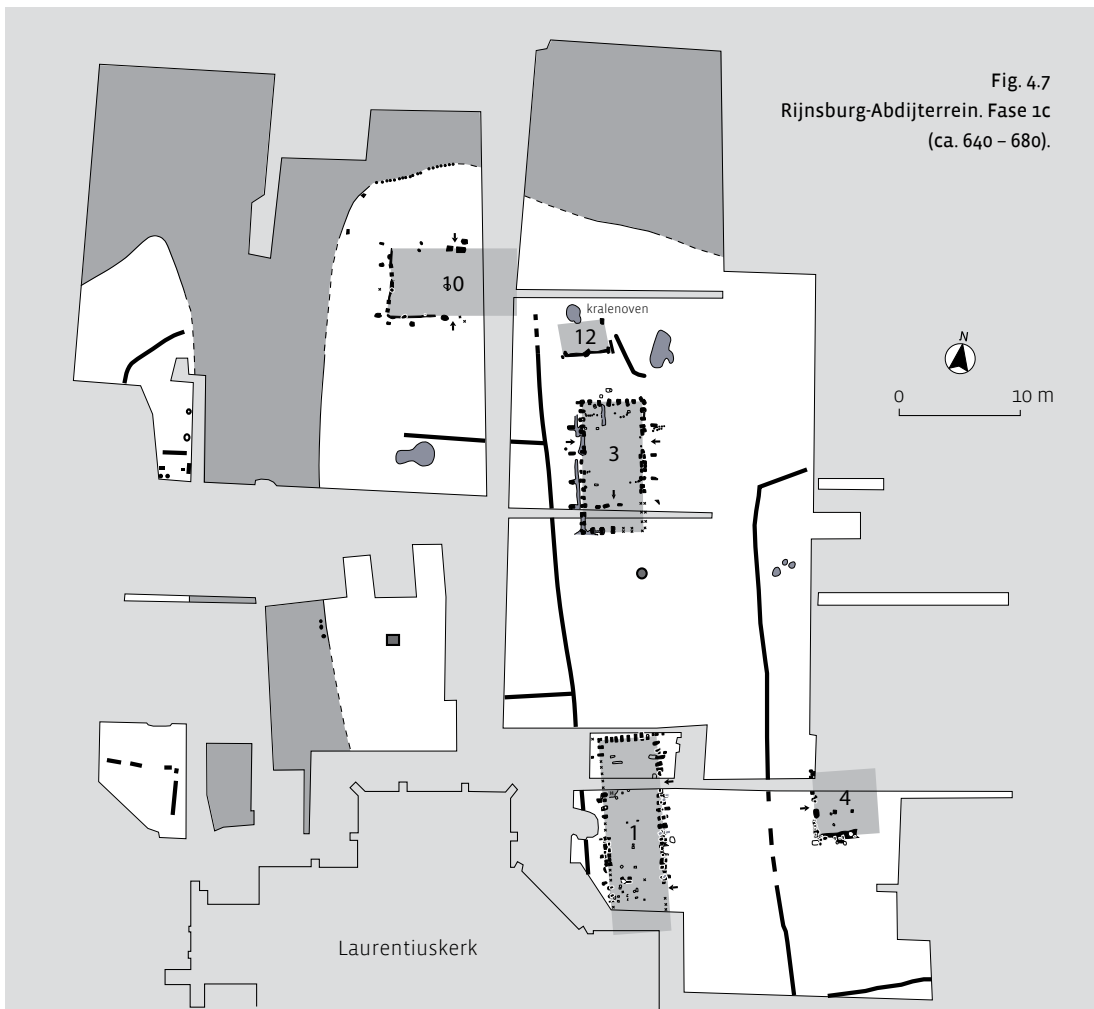 Fig. 4.7
Rijnsburg-Abdijterrein. Fase 1c
(ca. 640 – 680).
10
kralenoven
12
N
0 10 m
3
4
1
Laurentiuskerk